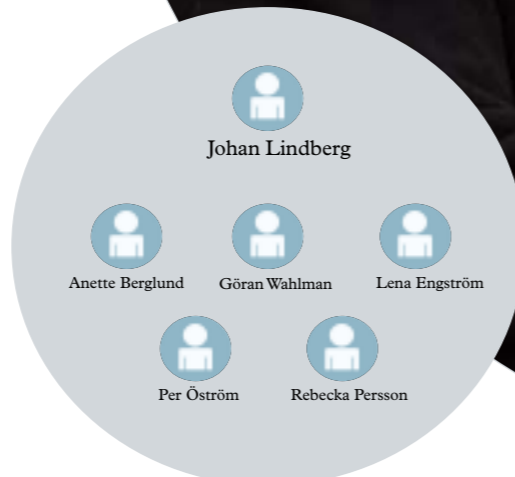 Johan Lindberg
Anette Berglund
Göran Wahlman
Lena Engström
Per Öström
Rebecka Persson